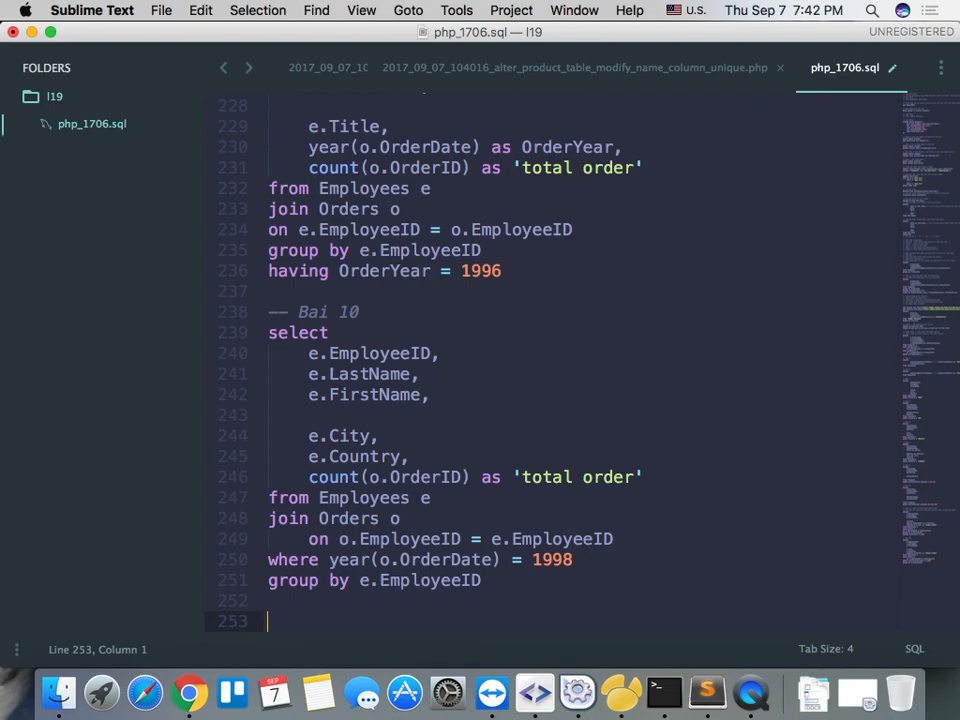 Sublime Text File Edit Selection Find View Goto Tools Project Window Help U.S. Thu Sep 7 7:42 PM
php_1706.sql — l19 UNREGISTERED
FOLDERS
l19
php_1706.sql
2017_09_07_10 2017_09_07_104016_alter_product_table_modify_name_column_unique.php × php_1706.sql
228
229 e.Title,
230 year(o.OrderDate) as OrderYear,
231 count(o.OrderID) as 'total order'
232 from Employees e
233 join Orders o
234 on e.EmployeeID = o.EmployeeID
235 group by e.EmployeeID
236 having OrderYear = 1996
237
238 -- Bai 10
239 select
240 e.EmployeeID,
241 e.LastName,
242 e.FirstName,
243
244 e.City,
245 e.Country,
246 count(o.OrderID) as 'total order'
247 from Employees e
248 join Orders o
249 on o.EmployeeID = e.EmployeeID
250 where year(o.OrderDate) = 1998
251 group by e.EmployeeID
252
253
Line 253, Column 1 Tab Size: 4 SQL
SEP
7